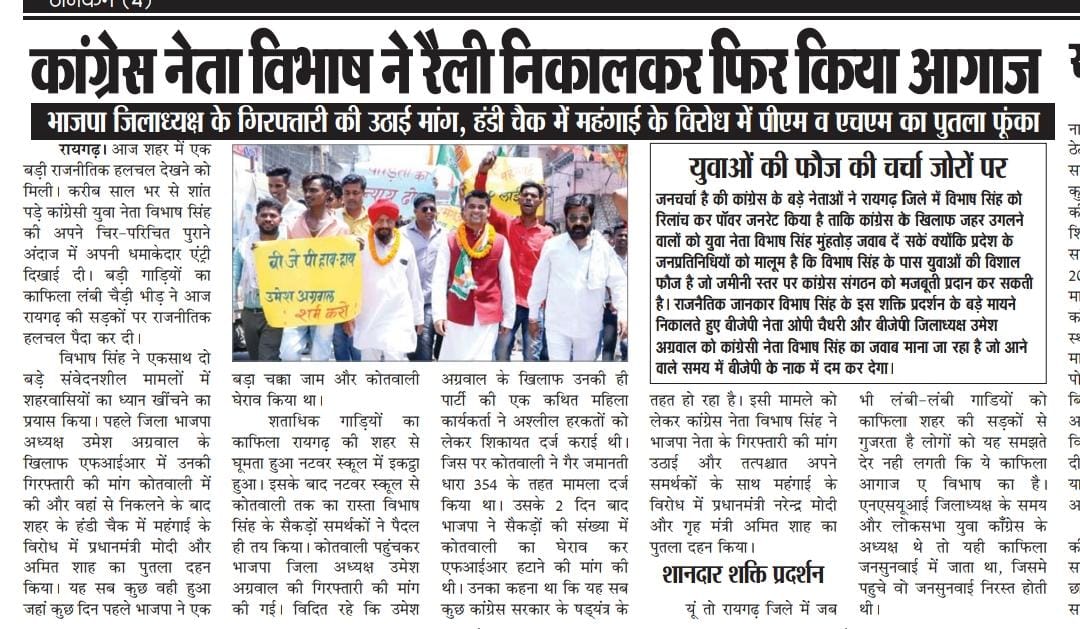 कांग्रेस नेता विभाष ने रैली निकालकर फिर किया आगाज
भाजपा जिलाध्यक्ष के गिरफ्तारी की उठाई मांग, हंडी चैक में महंगाई के विरोध में पीएम व एचएम का पुतला फूंका
रायगढ़। आज शहर में एक
बड़ी राजनीतिक हलचल देखने को
मिली। करीब साल भर से शांत
पड़े कांग्रेसी युवा नेता विभाष सिंह
की अपने चिर-परिचित पुराने
अंदाज में अपनी धमाकेदार एंट्री
दिखाई दी। बड़ी गाड़ियों का
काफिला लंबी चैड़ी भीड़ ने आज
रायगढ़ की सड़कों पर राजनीतिक
हलचल पैदा कर दी।
विभाष सिंह ने एकसाथ दो
बड़े संवेदनशील मामलों में
शहरवासियों का ध्यान खींचने का
प्रयास किया। पहले जिला भाजपा
अध्यक्ष उमेश अग्रवाल के
खिलाफ एफआईआर में उनकी
गिरफ्तारी की मांग कोतवाली में
की और वहां से निकलने के बाद
शहर के हंडी चैक में महंगाई के
विरोध में प्रधानमंत्री मोदी और
अमित शाह का पुतला दहन
किया। यह सब कुछ वही हुआ
जहां कुछ दिन पहले भाजपा ने एक
बी जे पी हाय-हाय
उमेश अग्रवाल
शर्म करो!
बड़ा चक्का जाम और कोतवाली
घेराव किया था।
शताधिक गाड़ियों का
काफिला रायगढ़ की शहर से
घूमता हुआ नटवर स्कूल में इकट्ठा
हुआ। इसके बाद नटवर स्कूल से
कोतवाली तक का रास्ता विभाष
सिंह के सैकड़ों समर्थकों ने पैदल
ही तय किया। कोतवाली पहुंचकर
भाजपा जिला अध्यक्ष उमेश
अग्रवाल की गिरफ्तारी की मांग
की गई। विदित रहे कि उमेश
अग्रवाल के खिलाफ उनकी ही
पार्टी की एक कथित महिला
कार्यकर्ता ने अश्लील हरकतों को
लेकर शिकायत दर्ज कराई थी।
जिस पर कोतवाली ने गैर जमानती
धारा 354 के तहत मामला दर्ज
किया था। उसके 2 दिन बाद
भाजपा ने सैकड़ों की संख्या में
कोतवाली का घेराव कर
एफआईआर हटाने की मांग की
थी। उनका कहना था कि यह सब
कुछ कांग्रेस सरकार के षड्यंत्र के
युवाओं की फौज की चर्चा जोरों पर
जनचर्चा है की कांग्रेस के बड़े नेताओं ने रायगढ़ जिले में विभाष सिंह को
रिलांच कर पॉवर जनरेट किया है ताकि कांग्रेस के खिलाफ जहर उगलने
वालों को युवा नेता विभाष सिंह मुंहतोड़ जवाब दें सकें क्योंकि प्रदेश के
जनप्रतिनिधियों को मालूम है कि विभाष सिंह के पास युवाओं की विशाल
फौज है जो जमीनी स्तर पर कांग्रेस संगठन को मजबूती प्रदान कर सकती
है। राजनैतिक जानकार विभाष सिंह के इस शक्ति प्रदर्शन के बड़े मायने
निकालते हुए बीजेपी नेता ओपी चैधरी और बीजेपी जिलाध्यक्ष उमेश
अग्रवाल को कांग्रेसी नेता विभाष सिंह का जवाब माना जा रहा है जो आने
वाले समय में बीजेपी के नाक में दम कर देगा।
तहत हो रहा है। इसी मामले को
लेकर कांग्रेस नेता विभाष सिंह ने
भाजपा नेता के गिरफ्तारी की मांग
उठाई और तत्पश्चात अपने
समर्थकों के साथ महंगाई के
विरोध में प्रधानमंत्री नरेन्द्र मोदी
और गृह मंत्री अमित शाह का
पुतला दहन किया।
शानदार शक्ति प्रदर्शन
यूं तो रायगढ़ जिले में जब
भी लंबी-लंबी गाडियों को
काफिला शहर की सड़कों से
गुजरता है लोगों को यह समझते
देर नही लगती कि ये काफिला
आगाज ए विभाष का है।
एनएसयूआई जिलाध्यक्ष के समय
और लोकसभा युवा काँग्रेस के
अध्यक्ष थे तो यही काफिला
जनसुनवाई में जाता था, जिसमे
पहुचे वो जनसुनवाई निरस्त होती
थी।